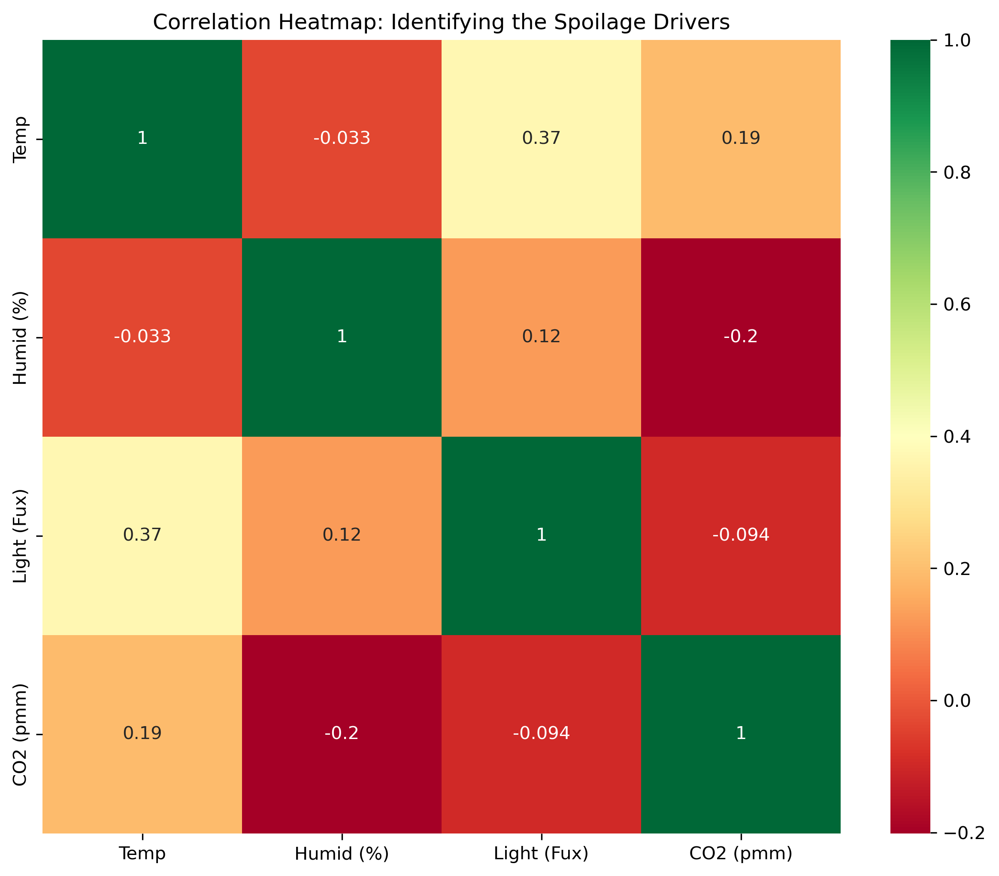 Correlation Heatmap: Identifying the Spoilage Drivers
1.0
Temp
1 -0.033 0.37 0.19
0.8
Humid (%)
-0.033 1 0.12 -0.2
0.6
0.4
Light (Fux)
0.37 0.12 1 -0.094
0.2
0.0
CO2 (pmm)
0.19 -0.2 -0.094 1
−0.2
Temp Humid (%) Light (Fux) CO2 (pmm)